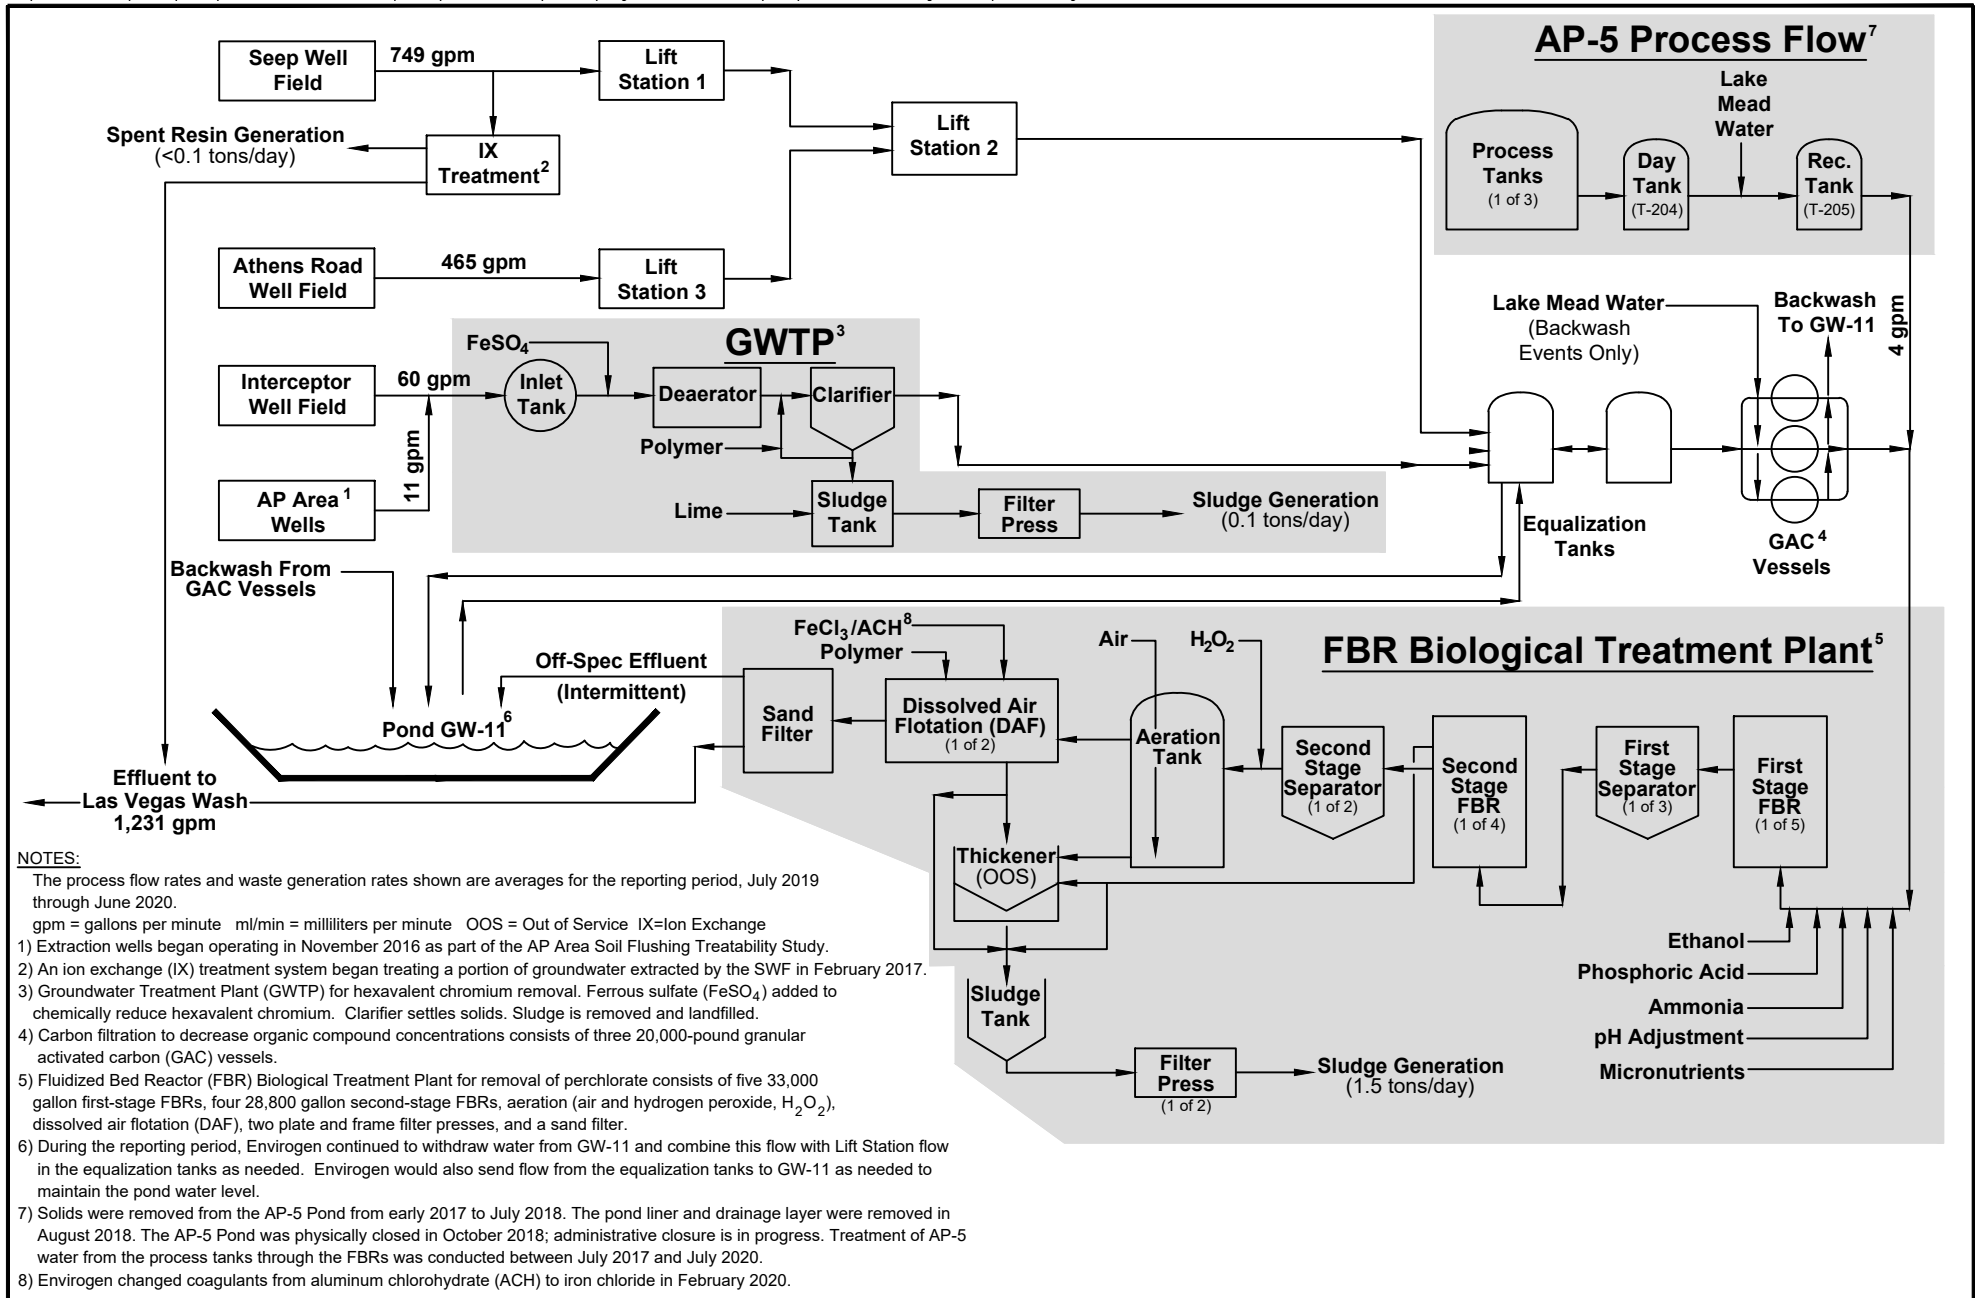 AP-5 Process Flow7
Seep Well
Field
749 gpm
Lift
Station 1
Lake
Mead
Water
Spent Resin Generation
(<0.1 tons/day)
IX
Treatment2
Lift
Station 2
Process
Tanks
(1 of 3)
Day
Tank
(T-204)
Rec.
Tank
(T-205)
Athens Road
Well Field
465 gpm
Lift
Station 3
Lake Mead Water
(Backwash
Events Only)
Backwash
To GW-11
4 gpm
GWTP3
FeSO4
Interceptor
Well Field
60 gpm
Inlet
Tank
Deaerator
Clarifier
Polymer
11 gpm
AP Area1
Wells
Lime
Sludge
Tank
Filter
Press
Sludge Generation
(0.1 tons/day)
Equalization
Tanks
GAC4
Vessels
Backwash From
GAC Vessels
FBR Biological Treatment Plant5
FeCl3/ACH8
Polymer
Air
H2O2
Off-Spec Effluent
(Intermittent)
Pond GW-116
Sand
Filter
Dissolved Air
Flotation (DAF)
(1 of 2)
Aeration
Tank
Second
Stage
Separator
(1 of 2)
Second
Stage
FBR
(1 of 4)
First
Stage
Separator
(1 of 3)
First
Stage
FBR
(1 of 5)
Effluent to
Las Vegas Wash
1,231 gpm
Thickener
(OOS)
Ethanol
Phosphoric Acid
Ammonia
pH Adjustment
Micronutrients
Sludge
Tank
Filter
Press
(1 of 2)
Sludge Generation
(1.5 tons/day)
NOTES:
The process flow rates and waste generation rates shown are averages for the reporting period, July 2019
through June 2020.
gpm = gallons per minute ml/min = milliliters per minute OOS = Out of Service IX=Ion Exchange
1) Extraction wells began operating in November 2016 as part of the AP Area Soil Flushing Treatability Study.
2) An ion exchange (IX) treatment system began treating a portion of groundwater extracted by the SWF in February 2017.
3) Groundwater Treatment Plant (GWTP) for hexavalent chromium removal. Ferrous sulfate (FeSO4) added to
chemically reduce hexavalent chromium. Clarifier settles solids. Sludge is removed and landfilled.
4) Carbon filtration to decrease organic compound concentrations consists of three 20,000-pound granular
activated carbon (GAC) vessels.
5) Fluidized Bed Reactor (FBR) Biological Treatment Plant for removal of perchlorate consists of five 33,000
gallon first-stage FBRs, four 28,800 gallon second-stage FBRs, aeration (air and hydrogen peroxide, H2O2),
dissolved air flotation (DAF), two plate and frame filter presses, and a sand filter.
6) During the reporting period, Envirogen continued to withdraw water from GW-11 and combine this flow with Lift Station flow
in the equalization tanks as needed. Envirogen would also send flow from the equalization tanks to GW-11 as needed to
maintain the pond water level.
7) Solids were removed from the AP-5 Pond from early 2017 to July 2018. The pond liner and drainage layer were removed in
August 2018. The AP-5 Pond was physically closed in October 2018; administrative closure is in progress. Treatment of AP-5
water from the process tanks through the FBRs was conducted between July 2017 and July 2020.
8) Envirogen changed coagulants from aluminum chlorohydrate (ACH) to iron chloride in February 2020.